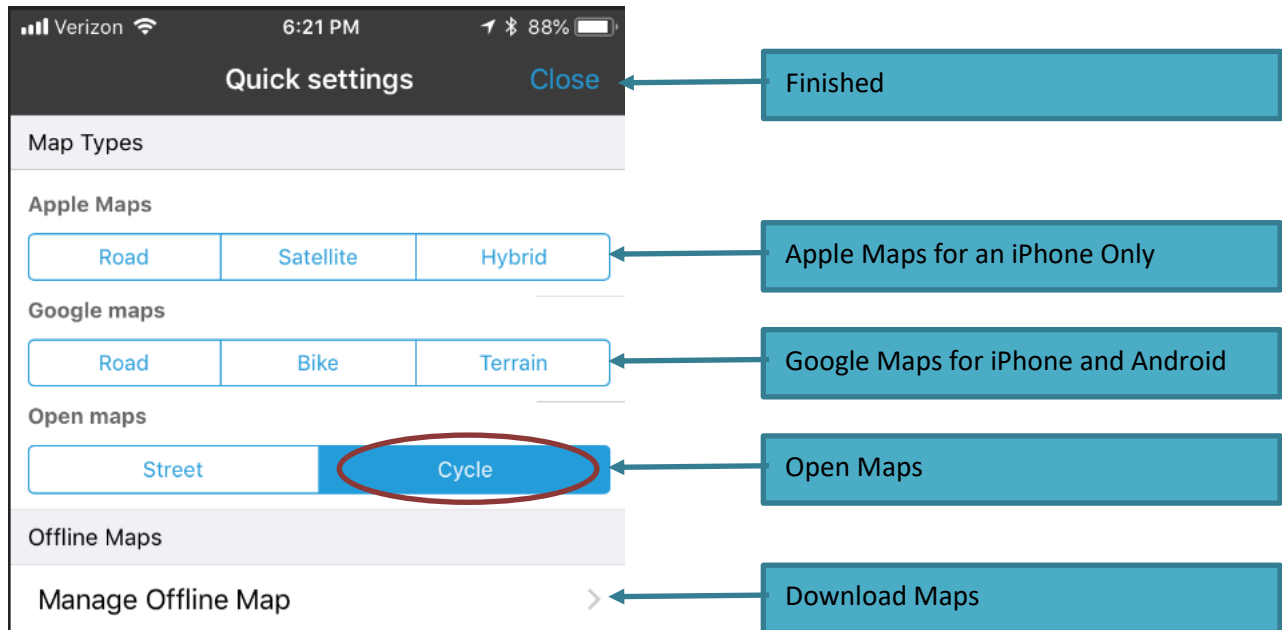 Verizon 6:21 PM 88%
Quick settings Close
Finished
Map Types
Apple Maps
Road Satellite Hybrid
Apple Maps for an iPhone Only
Google maps
Road Bike Terrain
Google Maps for iPhone and Android
Open maps
Street Cycle
Open Maps
Offline Maps
Manage Offline Map
Download Maps